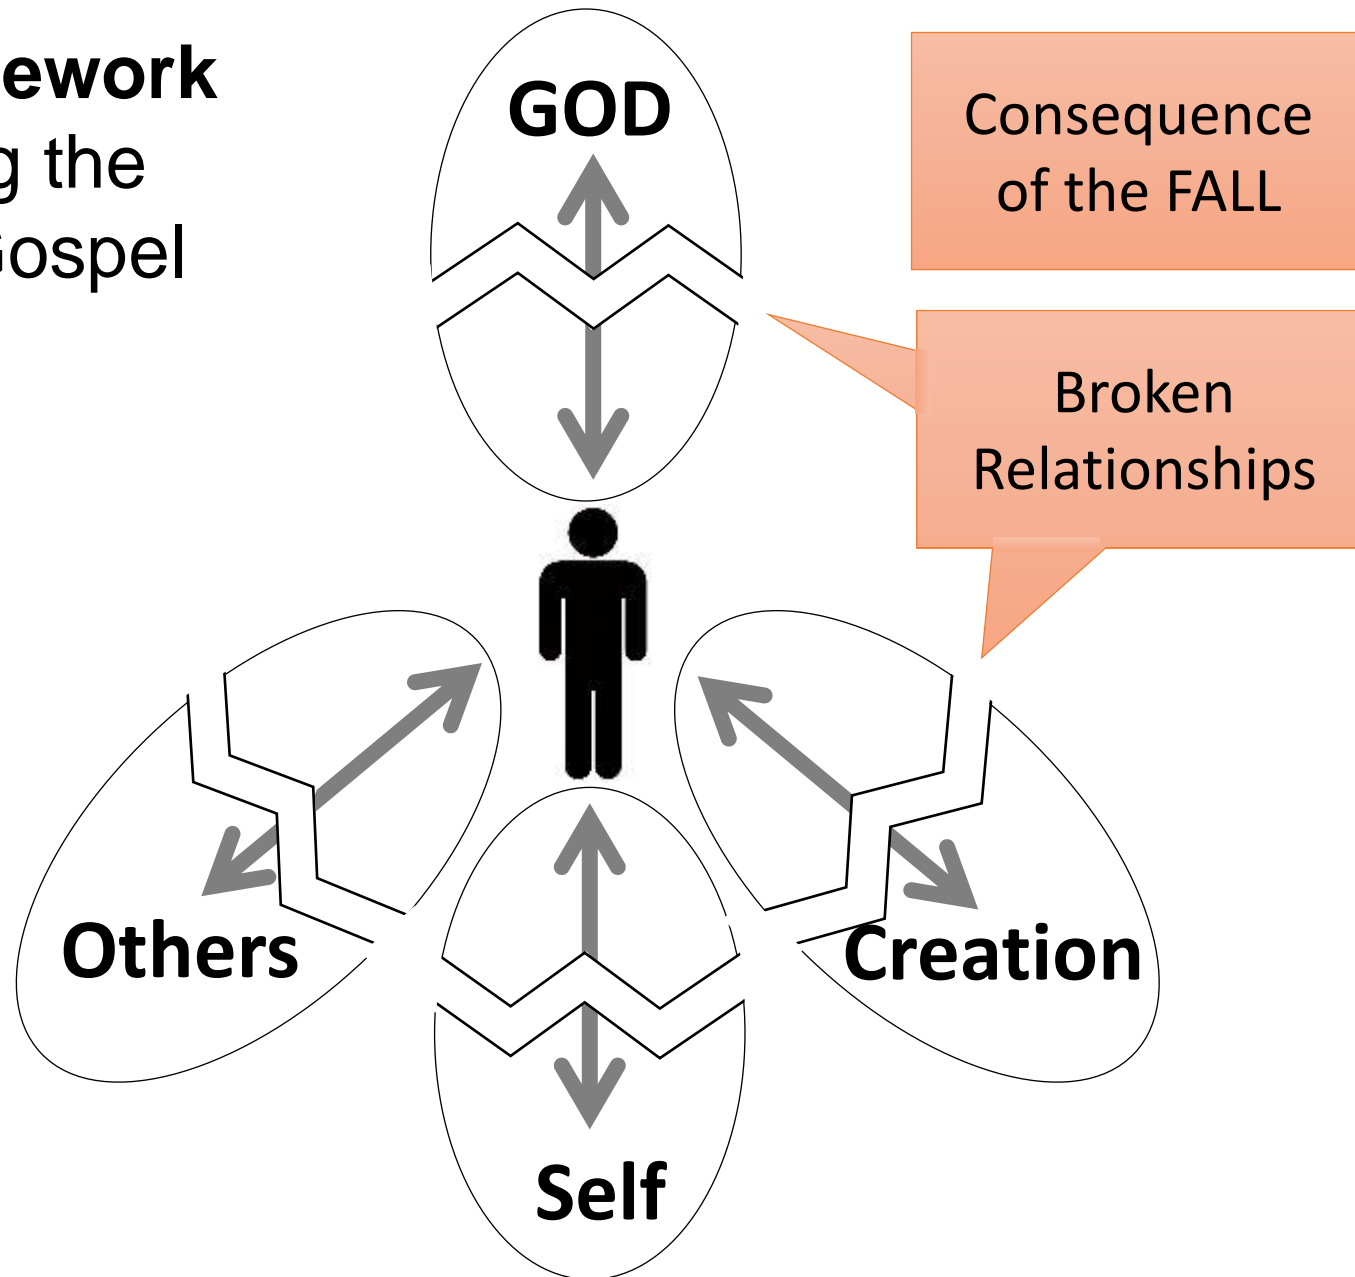 ework
g the
Gospel
GOD
Consequence
of the FALL
Broken
Relationships
Others
Creation
Self